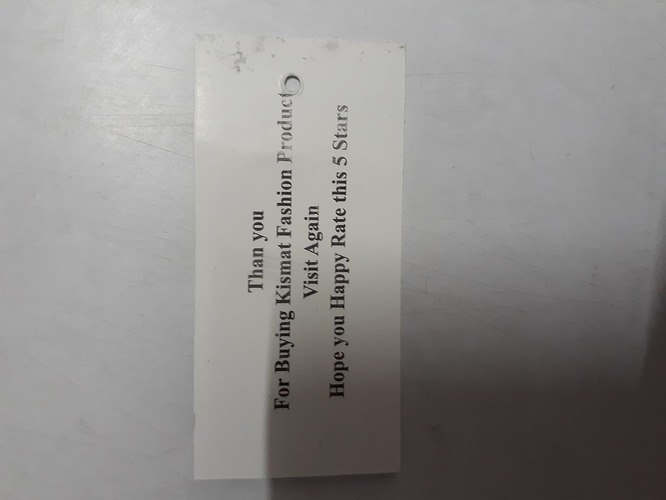 Than you
For Buying Kismat Fashion Product
Visit Again
Hope you Happy Rate this 5 Stars